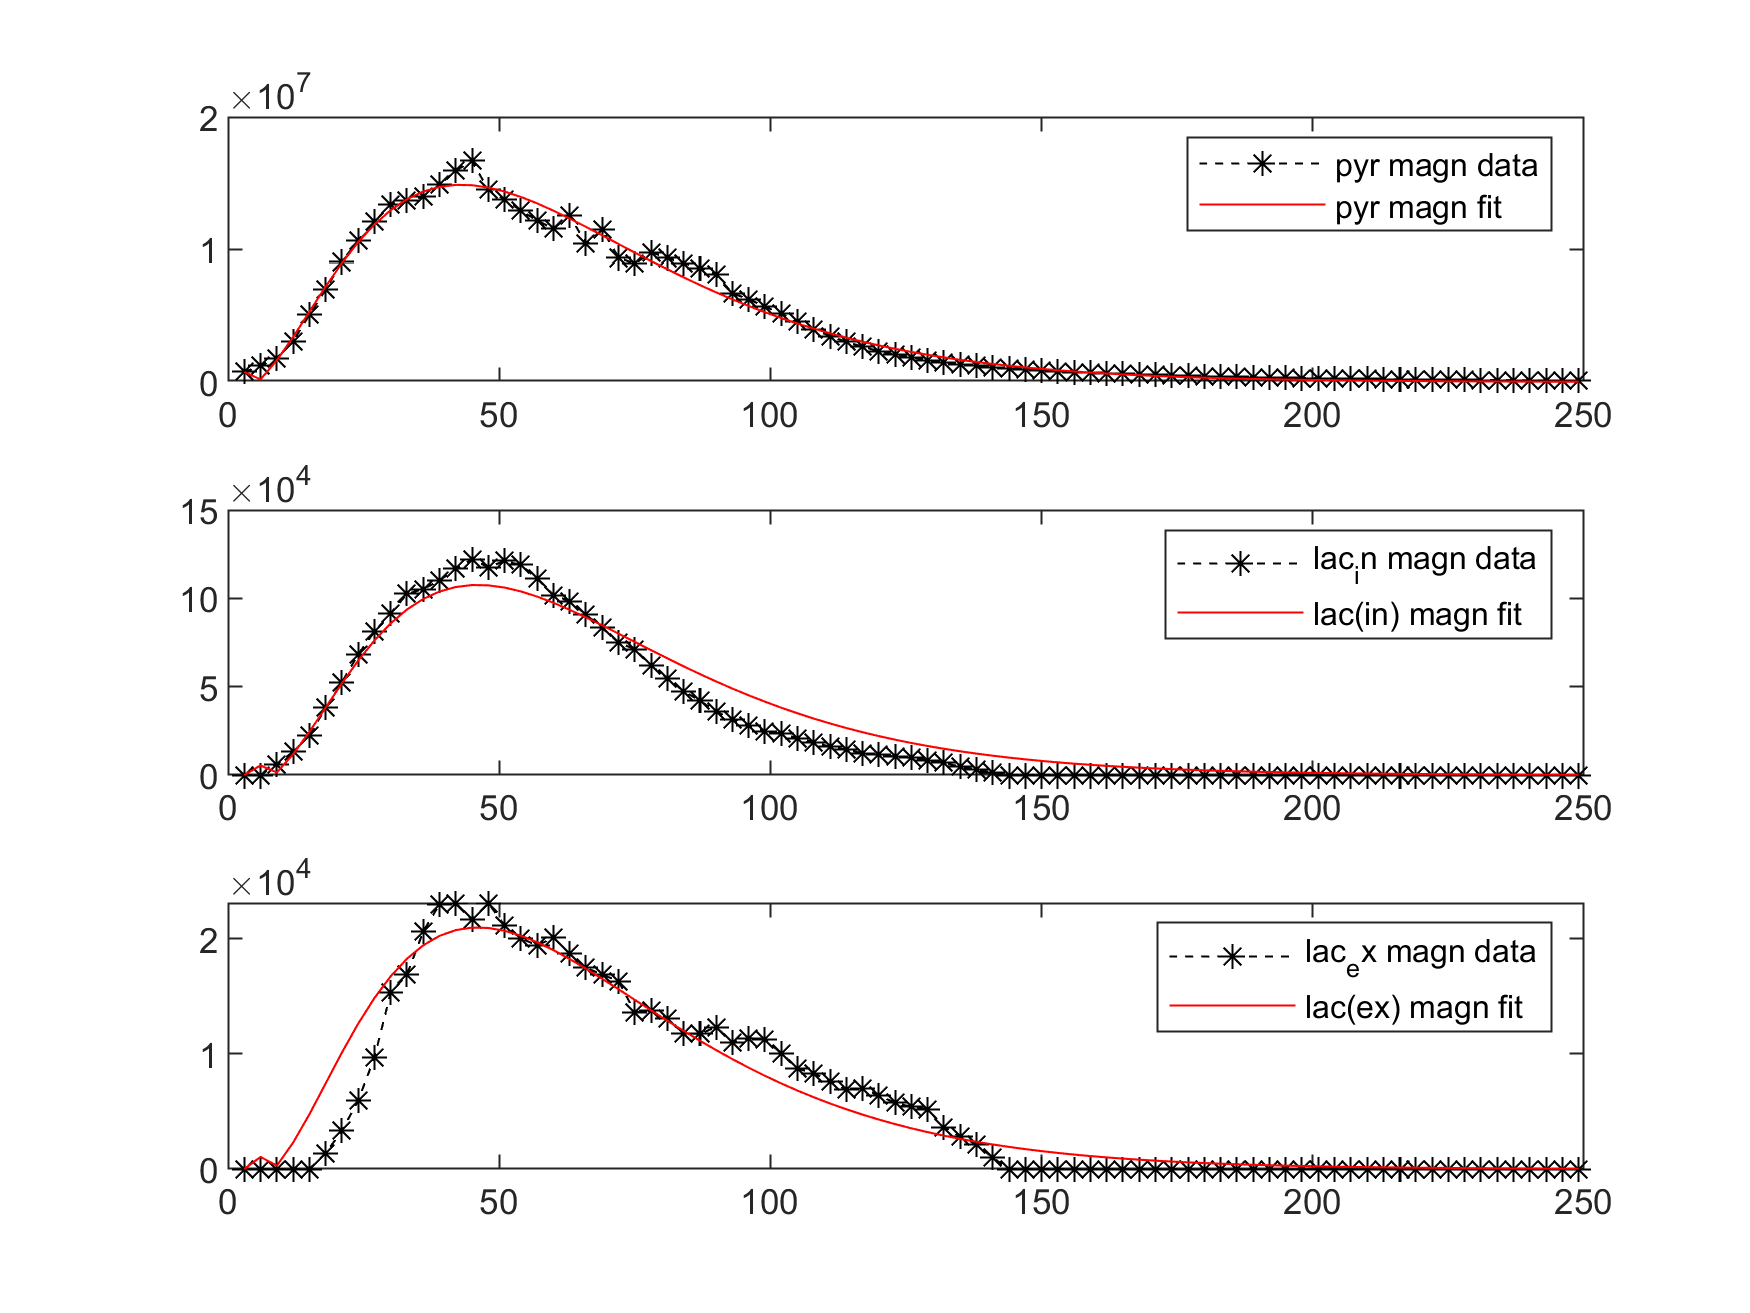 ×10^7
2
1
0
0 50 100 150 200 250
pyr magn data
pyr magn fit
×10^4
15
10
5
0
0 50 100 150 200 250
lac_in magn data
lac(in) magn fit
×10^4
2
1
0
0 50 100 150 200 250
lac_ex magn data
lac(ex) magn fit